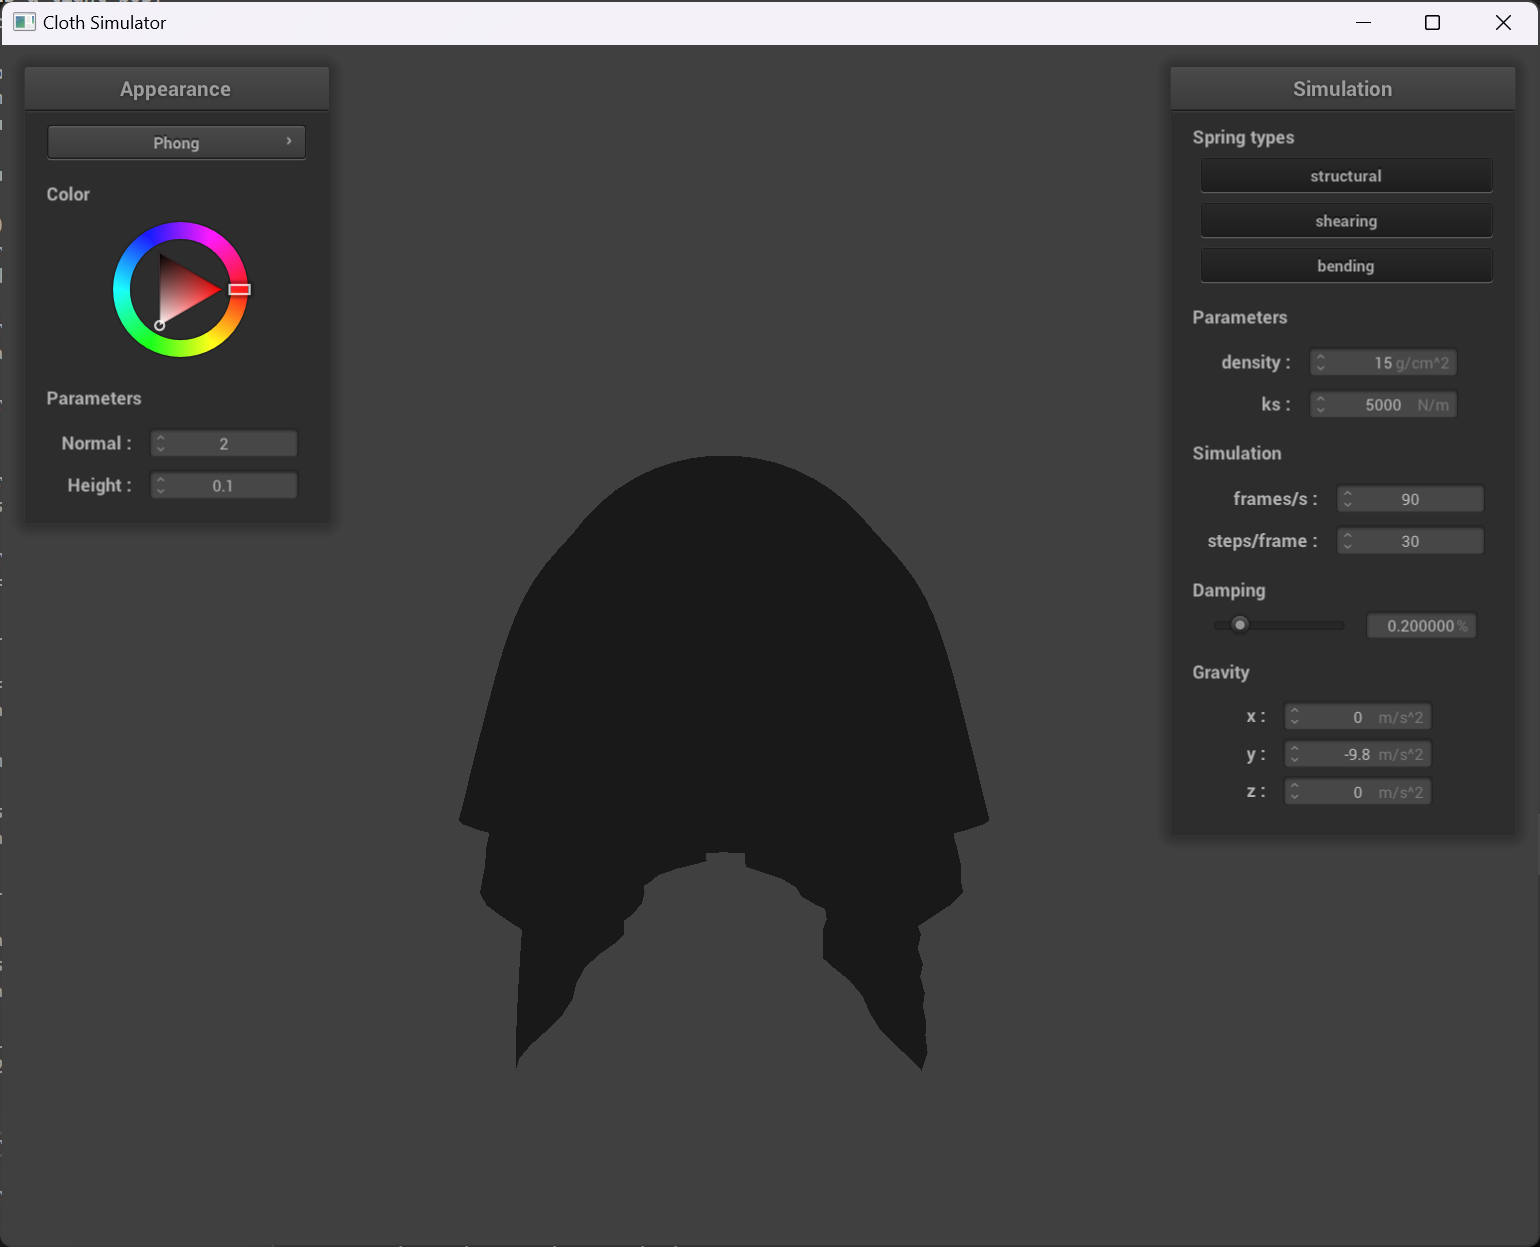 Cloth Simulator
Appearance
Phong
Color
Parameters
Normal : 2
Height : 0.1
Simulation
Spring types
structural
shearing
bending
Parameters
density : 15 g/cm^2
ks : 5000 N/m
Simulation
frames/s : 90
steps/frame : 30
Damping
0.200000 %
Gravity
x : 0 m/s^2
y : -9.8 m/s^2
z : 0 m/s^2